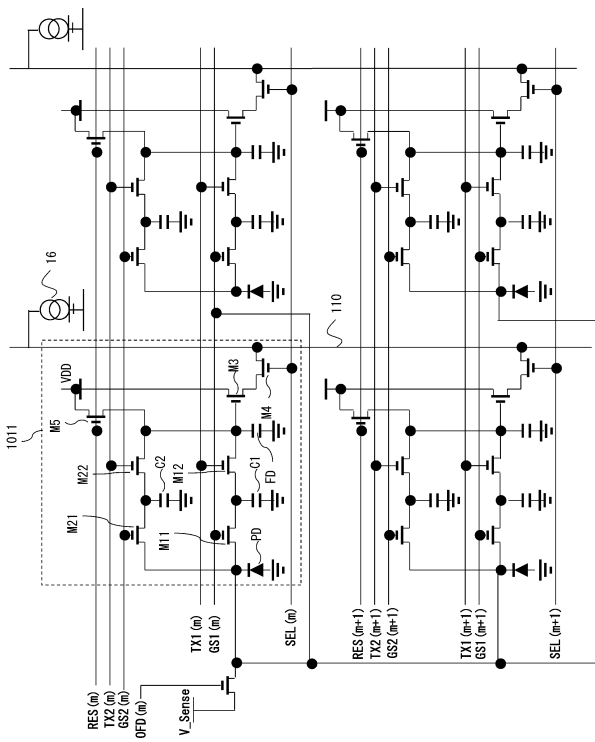 16
110
1011
VDD
M5
M3
M4
M22
M12
C2
C1
FD
M21
M11
PD
RES(m)
TX2(m)
GS2(m)
OFD(m)
V_Sense
TX1(m)
GS1(m)
SEL(m)
RES(m+1)
TX2(m+1)
GS2(m+1)
TX1(m+1)
GS1(m+1)
SEL(m+1)